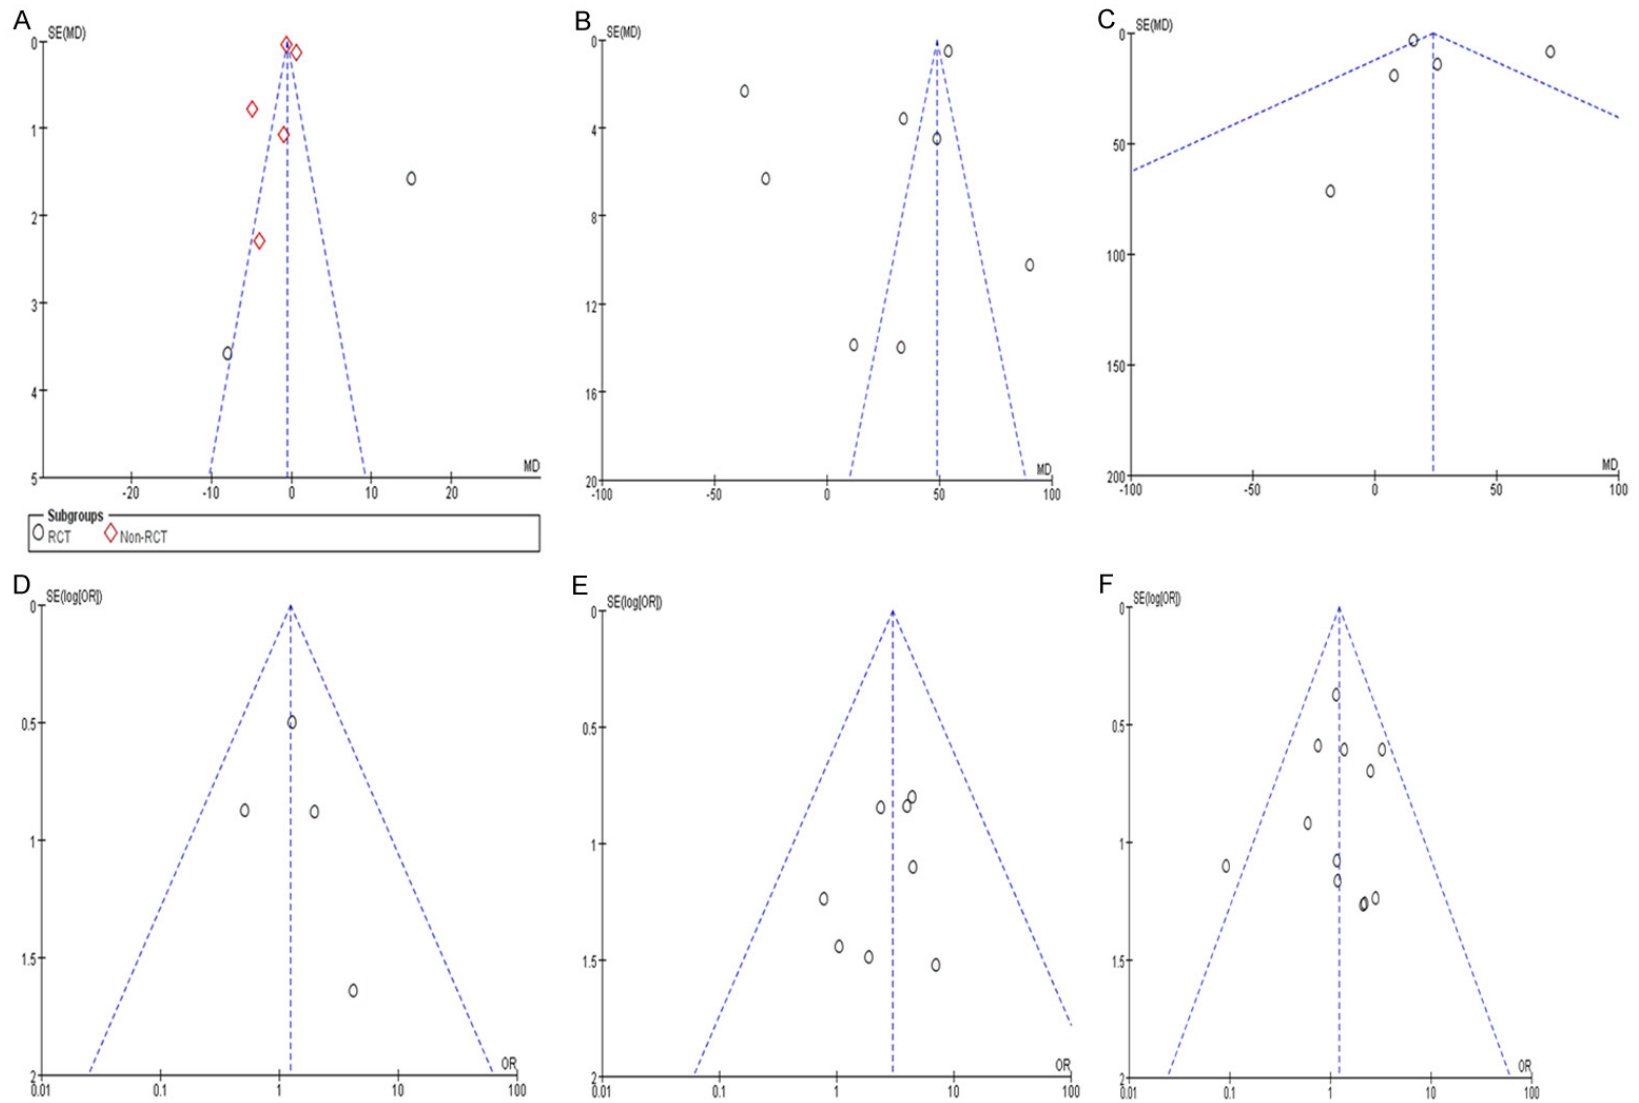 A
SE(MD)
0
1
2
3
4
5
-20
-10
0
10
20
MD
Subgroups
RCT
Non-RCT
B
SE(MD)
0
4
8
12
16
20
-100
-50
0
50
100
MD
C
SE(MD)
0
50
100
150
200
-100
-50
0
50
100
MD
D
SE(log[OR])
0
0.5
1
1.5
2
0.01
0.1
1
10
100
OR
E
SE(log[OR])
0
0.5
1
1.5
2
0.01
0.1
1
10
100
OR
F
SE(log[OR])
0
0.5
1
1.5
2
0.01
0.1
1
10
100
OR